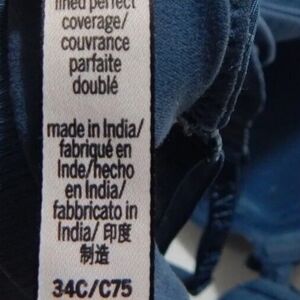 lined perfect
coverage/
couvrance
parfaite
doublé
made in India/
fabriqué en
Inde/hecho
en India/
fabbricato in
India/ 印度
制造
34C/C75